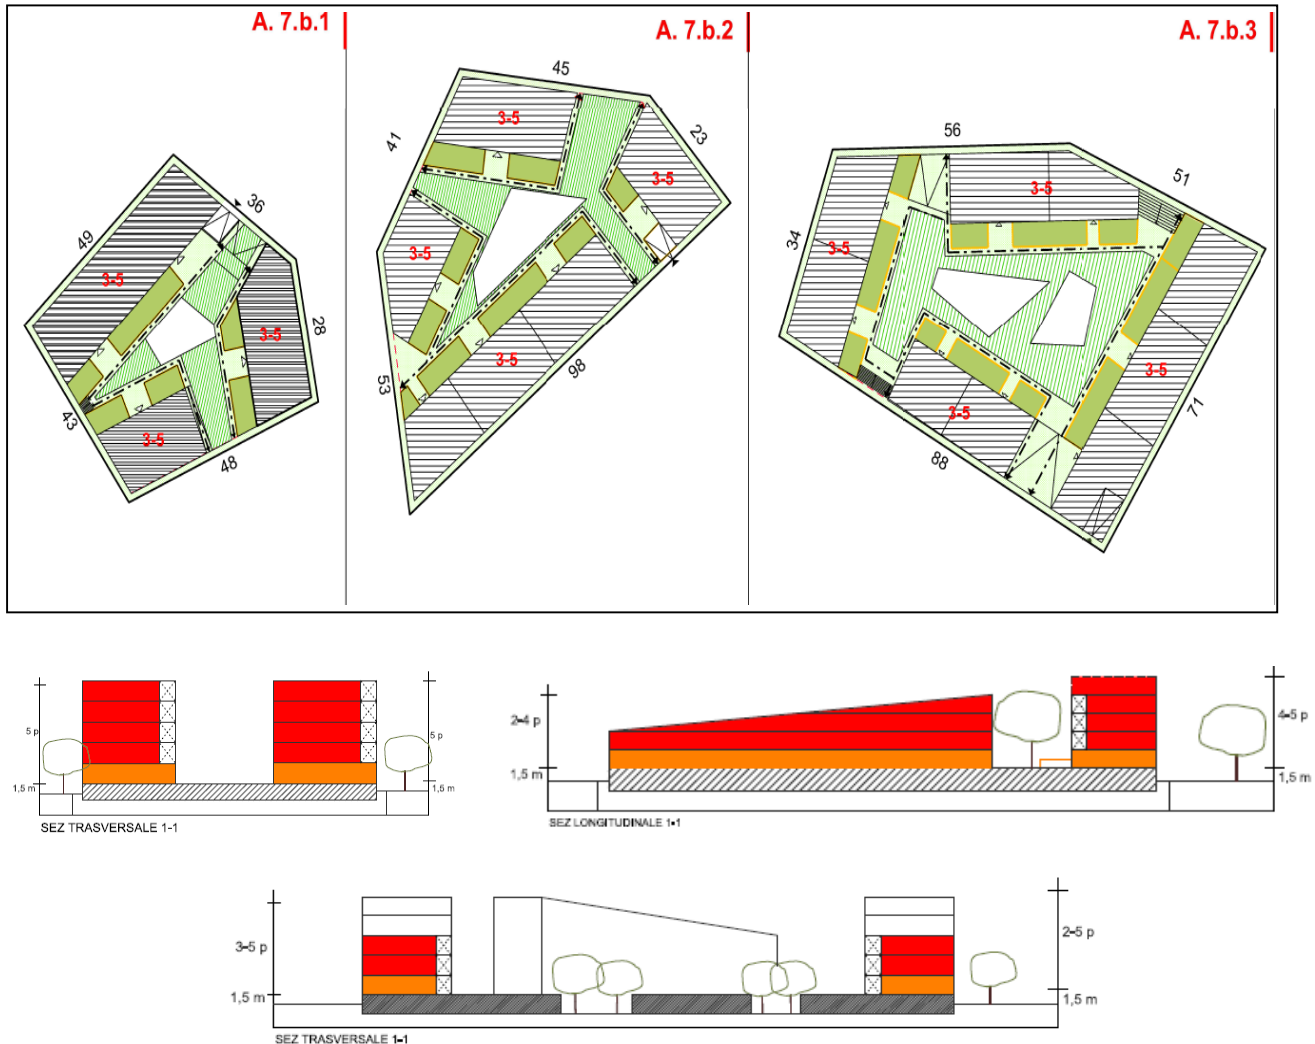 A. 7.b.1
A. 7.b.2
A. 7.b.3
49
36
28
48
43
3-5
3-5
3-5
45
23
41
98
53
3-5
3-5
3-5
3-5
56
51
34
71
88
3-5
3-5
3-5
3-5
5 p
1,5 m
5 p
1,5 m
SEZ TRASVERSALE 1-1
2-4 p
1,5 m
4-5 p
1,5 m
SEZ LONGITUDINALE 1-1
3-5 p
1,5 m
2-5 p
1,5 m
SEZ TRASVERSALE 1-1